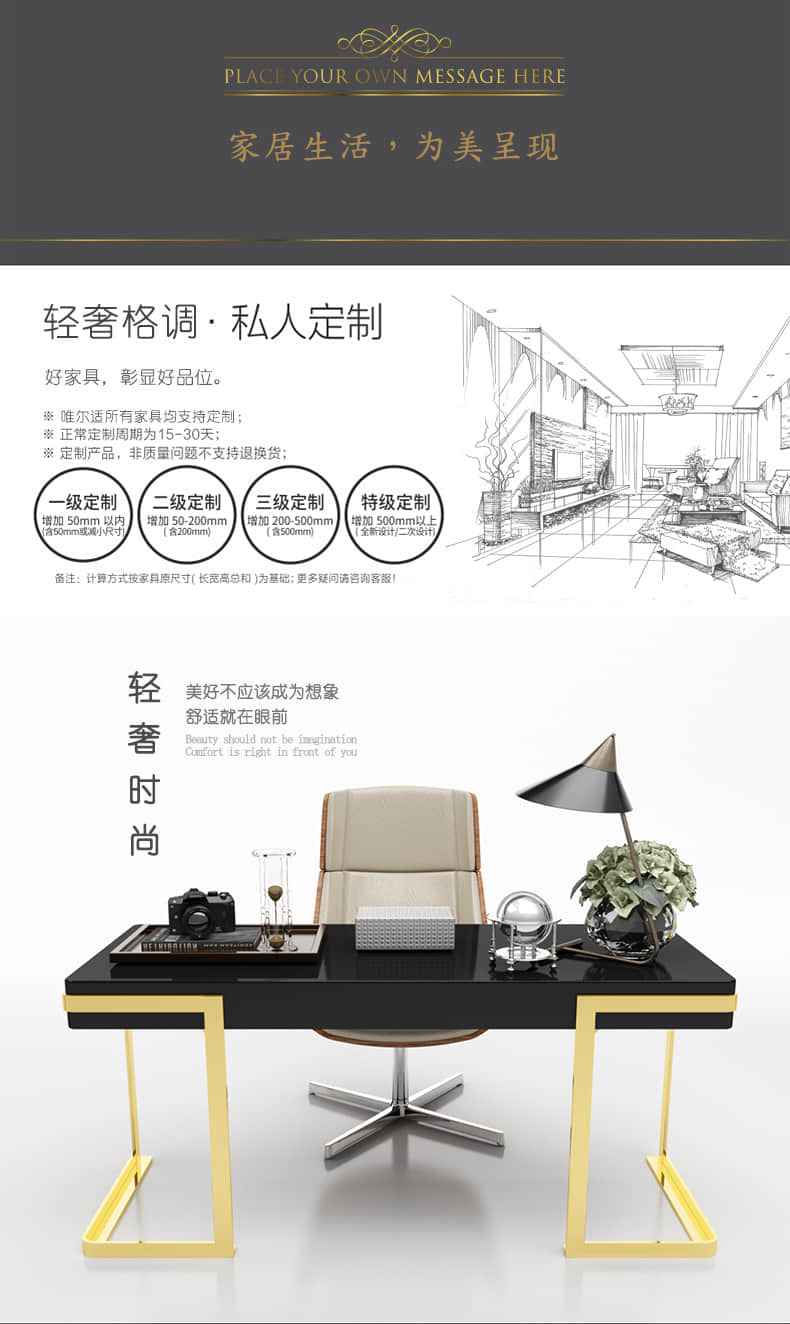 PLACE YOUR OWN MESSAGE HERE
家居生活，为美呈现
轻奢格调·私人定制
好家具，彰显好品位。
※ 唯尔适所有家具均支持定制；
※ 正常定制周期为15-30天；
※ 定制产品，非质量问题不支持退换货；
一级定制
增加 50mm 以内
(含50mm或减小尺寸)
二级定制
增加 50-200mm
(含200mm)
三级定制
增加 200-500mm
(含500mm)
特级定制
增加 500mm以上
(全新设计/二次设计)
备注：计算方式按家具原尺寸( 长宽高总和 )为基础；更多疑问请咨询客服！
轻奢时尚
美好不应该成为想象
舒适就在眼前
Beauty should not be imagination
Comfort is right in front of you